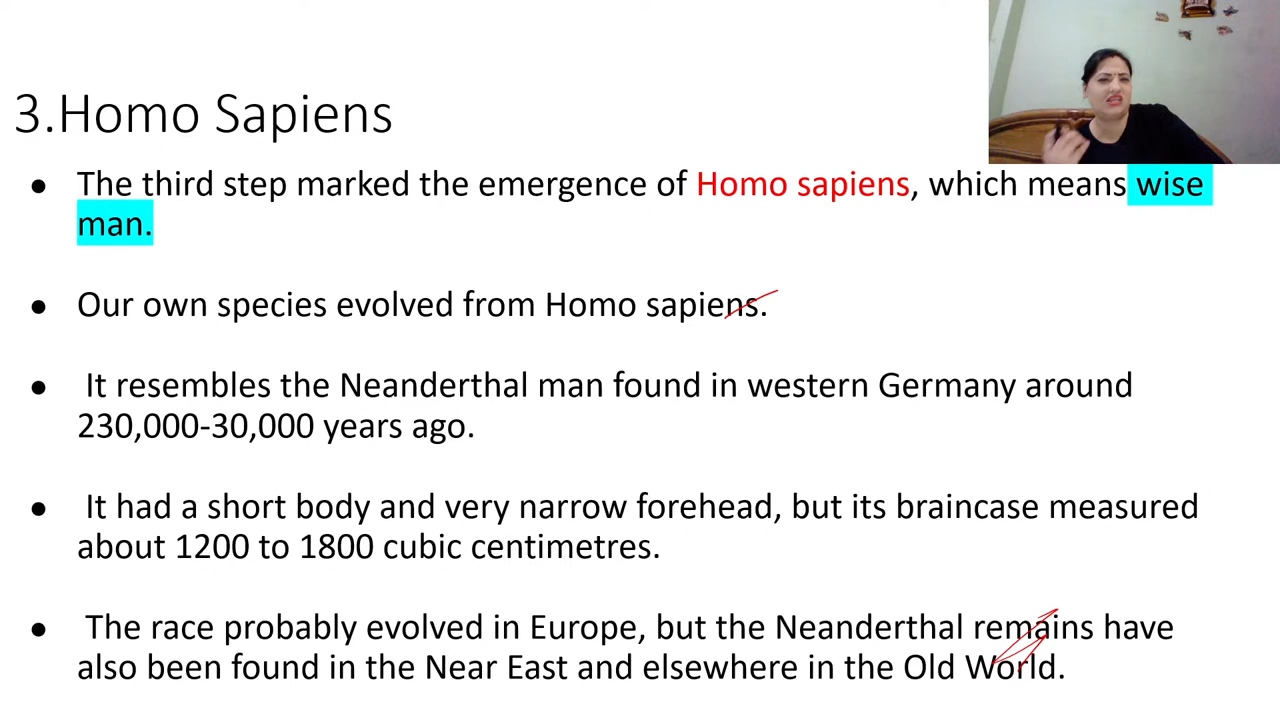 3.Homo Sapiens
● The third step marked the emergence of Homo sapiens, which means wise
man.
● Our own species evolved from Homo sapiens.
● It resembles the Neanderthal man found in western Germany around
230,000-30,000 years ago.
● It had a short body and very narrow forehead, but its braincase measured
about 1200 to 1800 cubic centimetres.
● The race probably evolved in Europe, but the Neanderthal remains have
also been found in the Near East and elsewhere in the Old World.